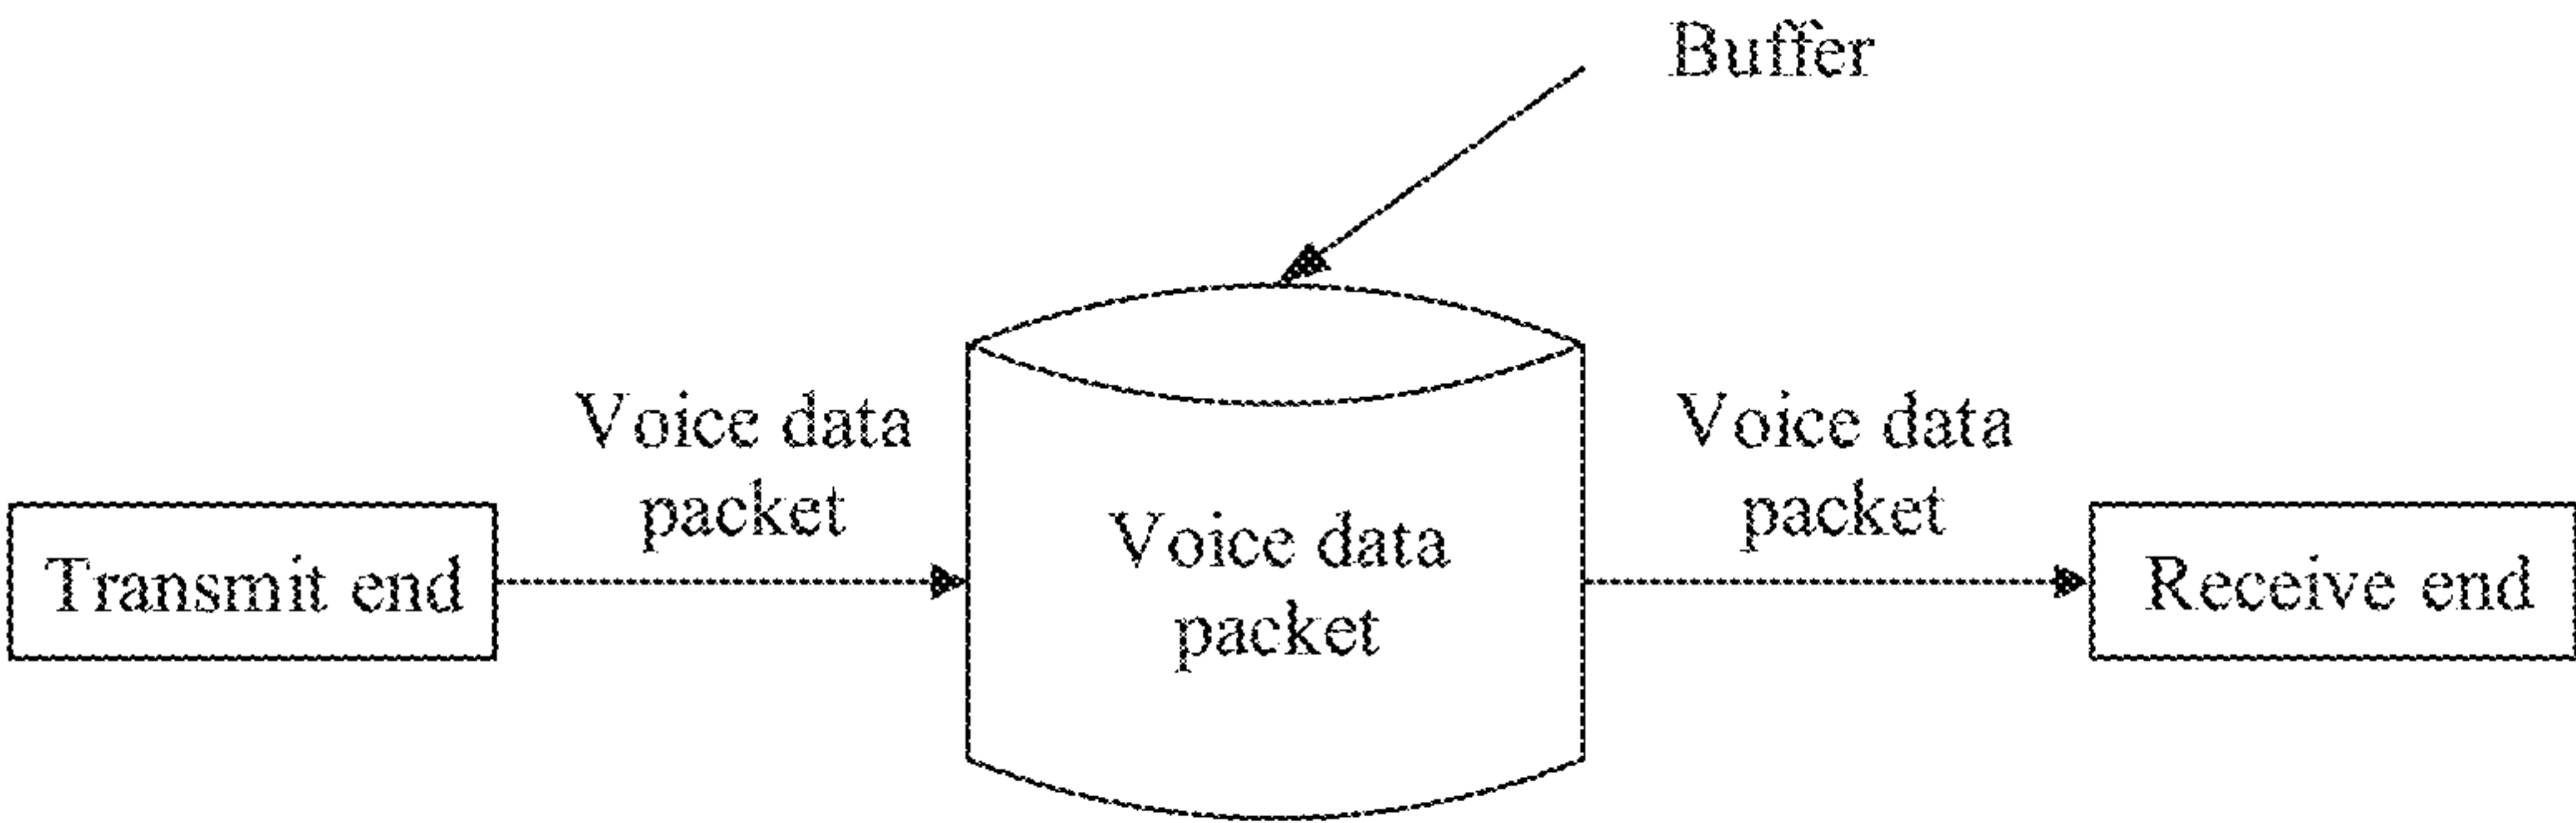 Buffer
Voice data
packet
Voice data
packet
Transmit end
Voice data
packet
Receive end